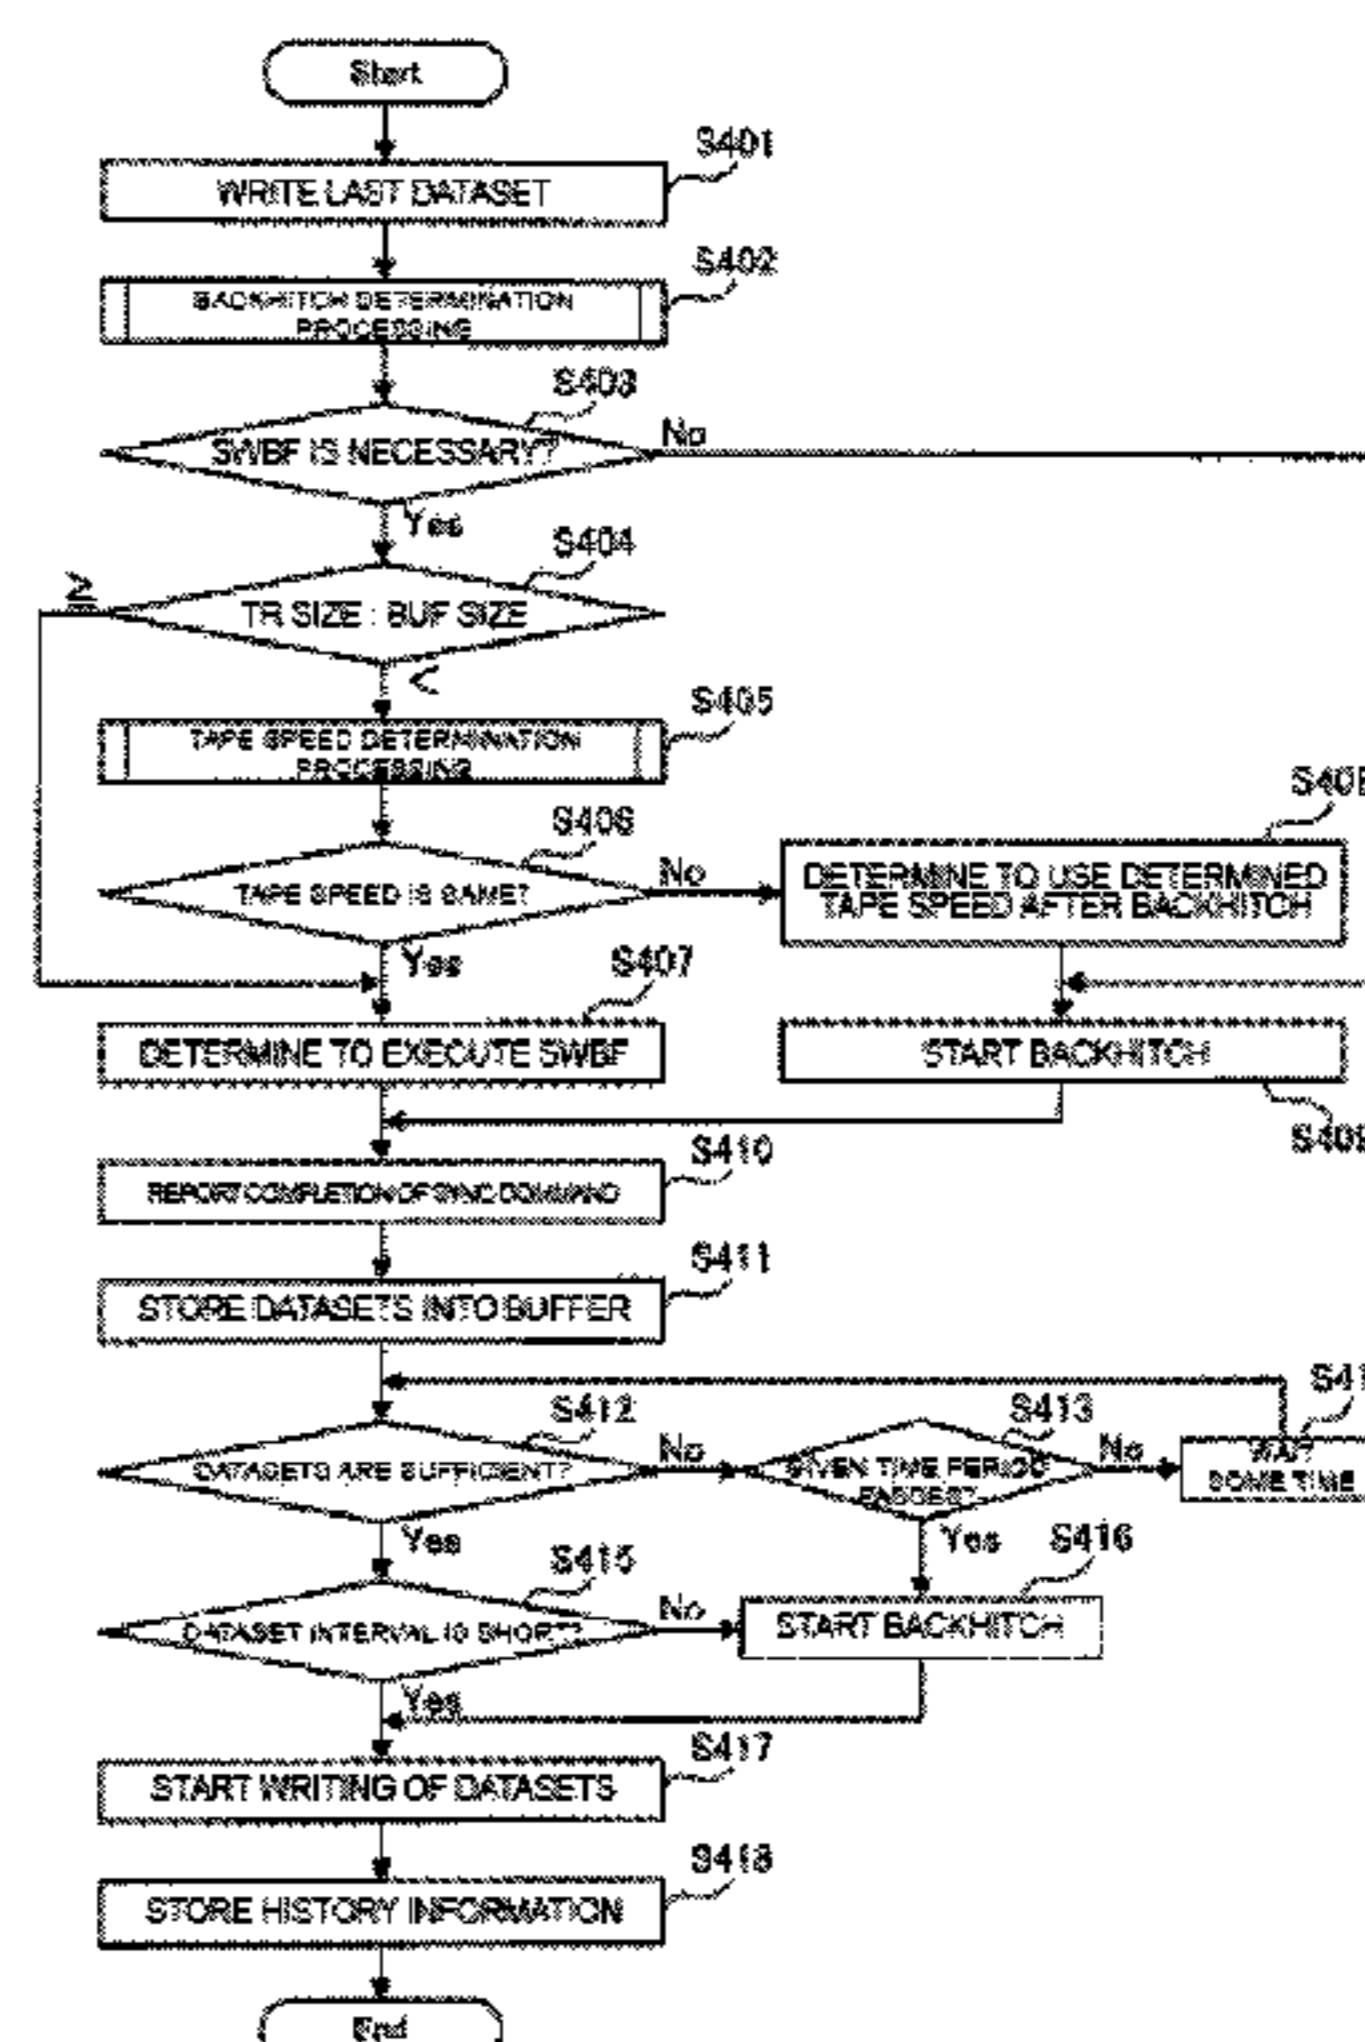 Start
S401
WRITE LAST DATASET
S402
BACKHITCH DETERMINATION
PROCESSING
S403
SWBF IS NECESSARY?
No
Yes
S404
≥
TR SIZE : BUF SIZE
<
S405
TAPE SPEED DETERMINATION
PROCESSING
S406
TAPE SPEED IS SAME?
No
Yes
DETERMINE TO USE DETERMINED
TAPE SPEED AFTER BACKHITCH
S407
DETERMINE TO EXECUTE SWBF
START BACKHITCH
S409
S410
REPORT COMPLETION OF SYNC COMMAND
S411
STORE DATASETS INTO BUFFER
S412
DATASETS ARE SUFFICIENT?
No
Yes
S413
GIVEN TIME PERIOD
PASSES?
No
Yes
S41
WAIT
SOME TIME
S415
DATASET INTERVAL IS SHORT?
No
Yes
S416
START BACKHITCH
S417
START WRITING OF DATASETS
S418
STORE HISTORY INFORMATION
End